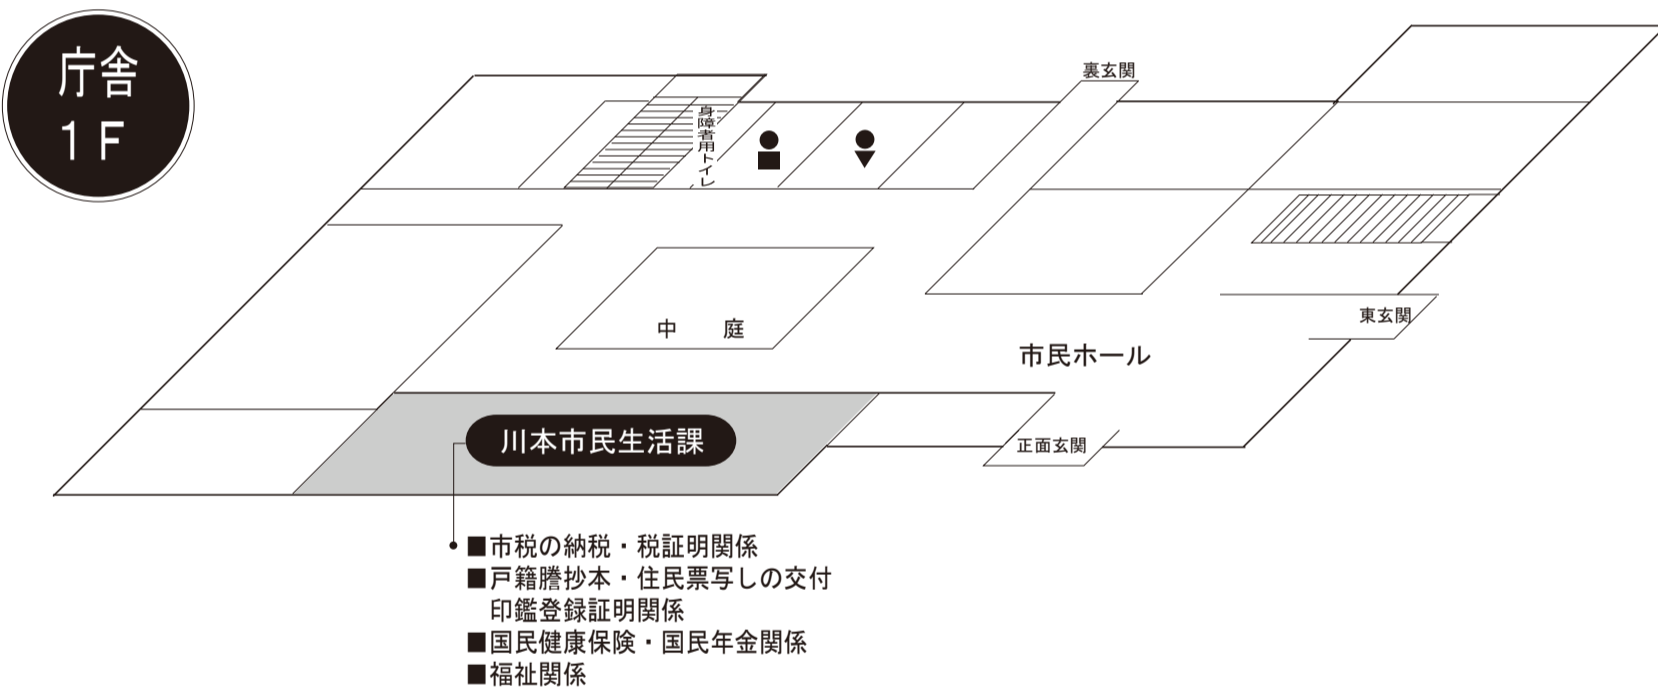 庁舎
1F
裏玄関
身障者用トイレ
東玄関
中　庭
市民ホール
川本市民生活課
正面玄関
■市税の納税・税証明関係
■戸籍謄抄本・住民票写しの交付
印鑑登録証明関係
■国民健康保険・国民年金関係
■福祉関係